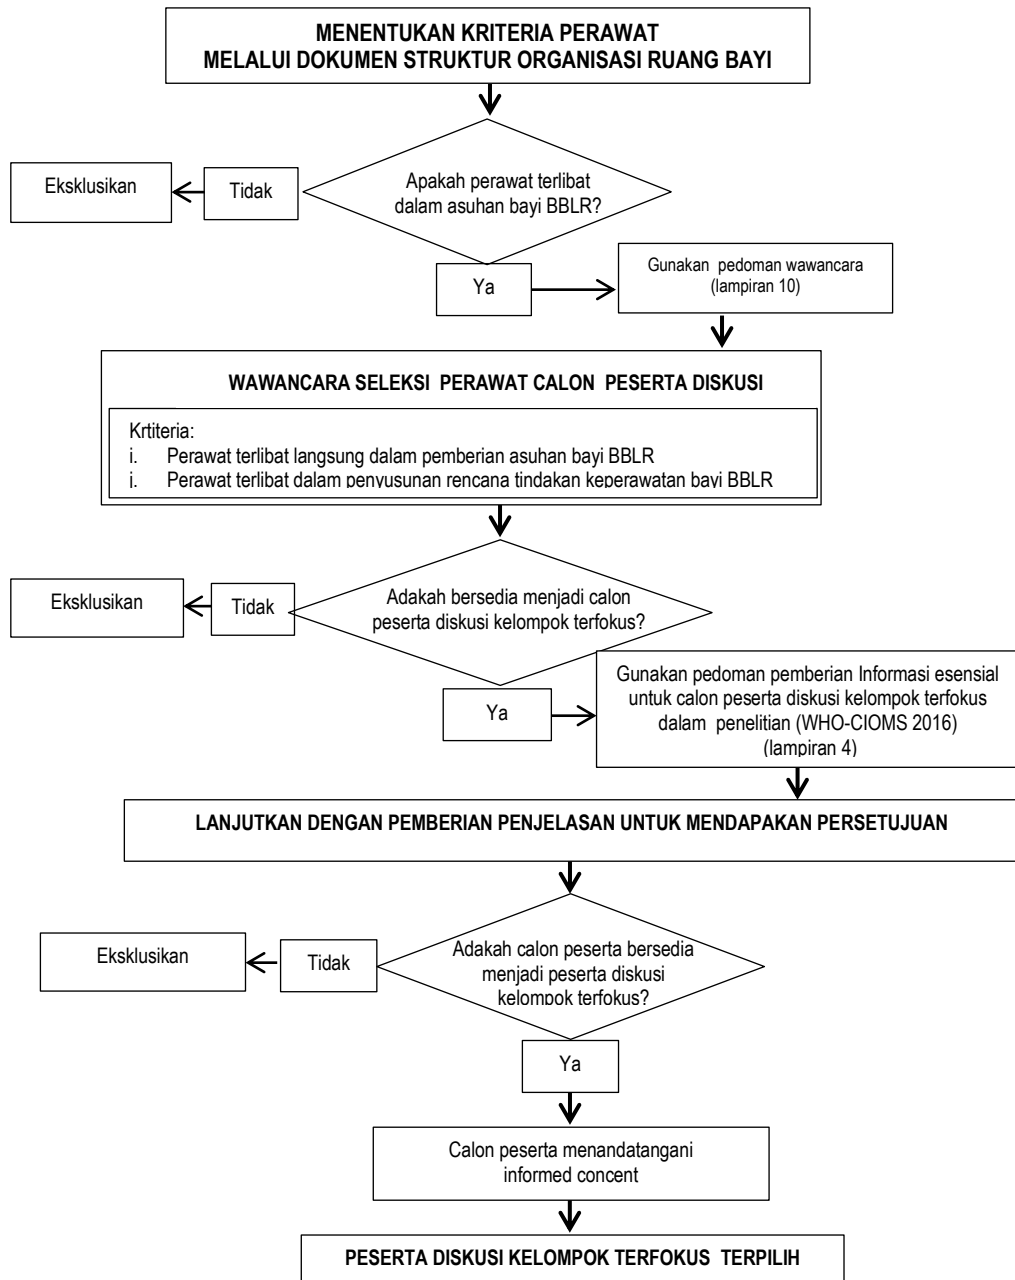 MENENTUKAN KRITERIA PERAWAT
MELALUI DOKUMEN STRUKTUR ORGANISASI RUANG BAYI
Apakah perawat terlibat
dalam asuhan bayi BBLR?
Tidak
Eksklusikan
Ya
Gunakan pedoman wawancara
(lampiran 10)
WAWANCARA SELEKSI PERAWAT CALON PESERTA DISKUSI
Krtiteria:
i. Perawat terlibat langsung dalam pemberian asuhan bayi BBLR
j. Perawat terlibat dalam penyusunan rencana tindakan keperawatan bayi BBLR
Adakah bersedia menjadi calon
peserta diskusi kelompok terfokus?
Tidak
Eksklusikan
Ya
Gunakan pedoman pemberian Informasi esensial
untuk calon peserta diskusi kelompok terfokus
dalam penelitian (WHO-CIOMS 2016)
(lampiran 4)
LANJUTKAN DENGAN PEMBERIAN PENJELASAN UNTUK MENDAPAKAN PERSETUJUAN
Adakah calon peserta bersedia
menjadi peserta diskusi
kelompok terfokus?
Tidak
Eksklusikan
Ya
Calon peserta menandatangani
informed concent
PESERTA DISKUSI KELOMPOK TERFOKUS TERPILIH